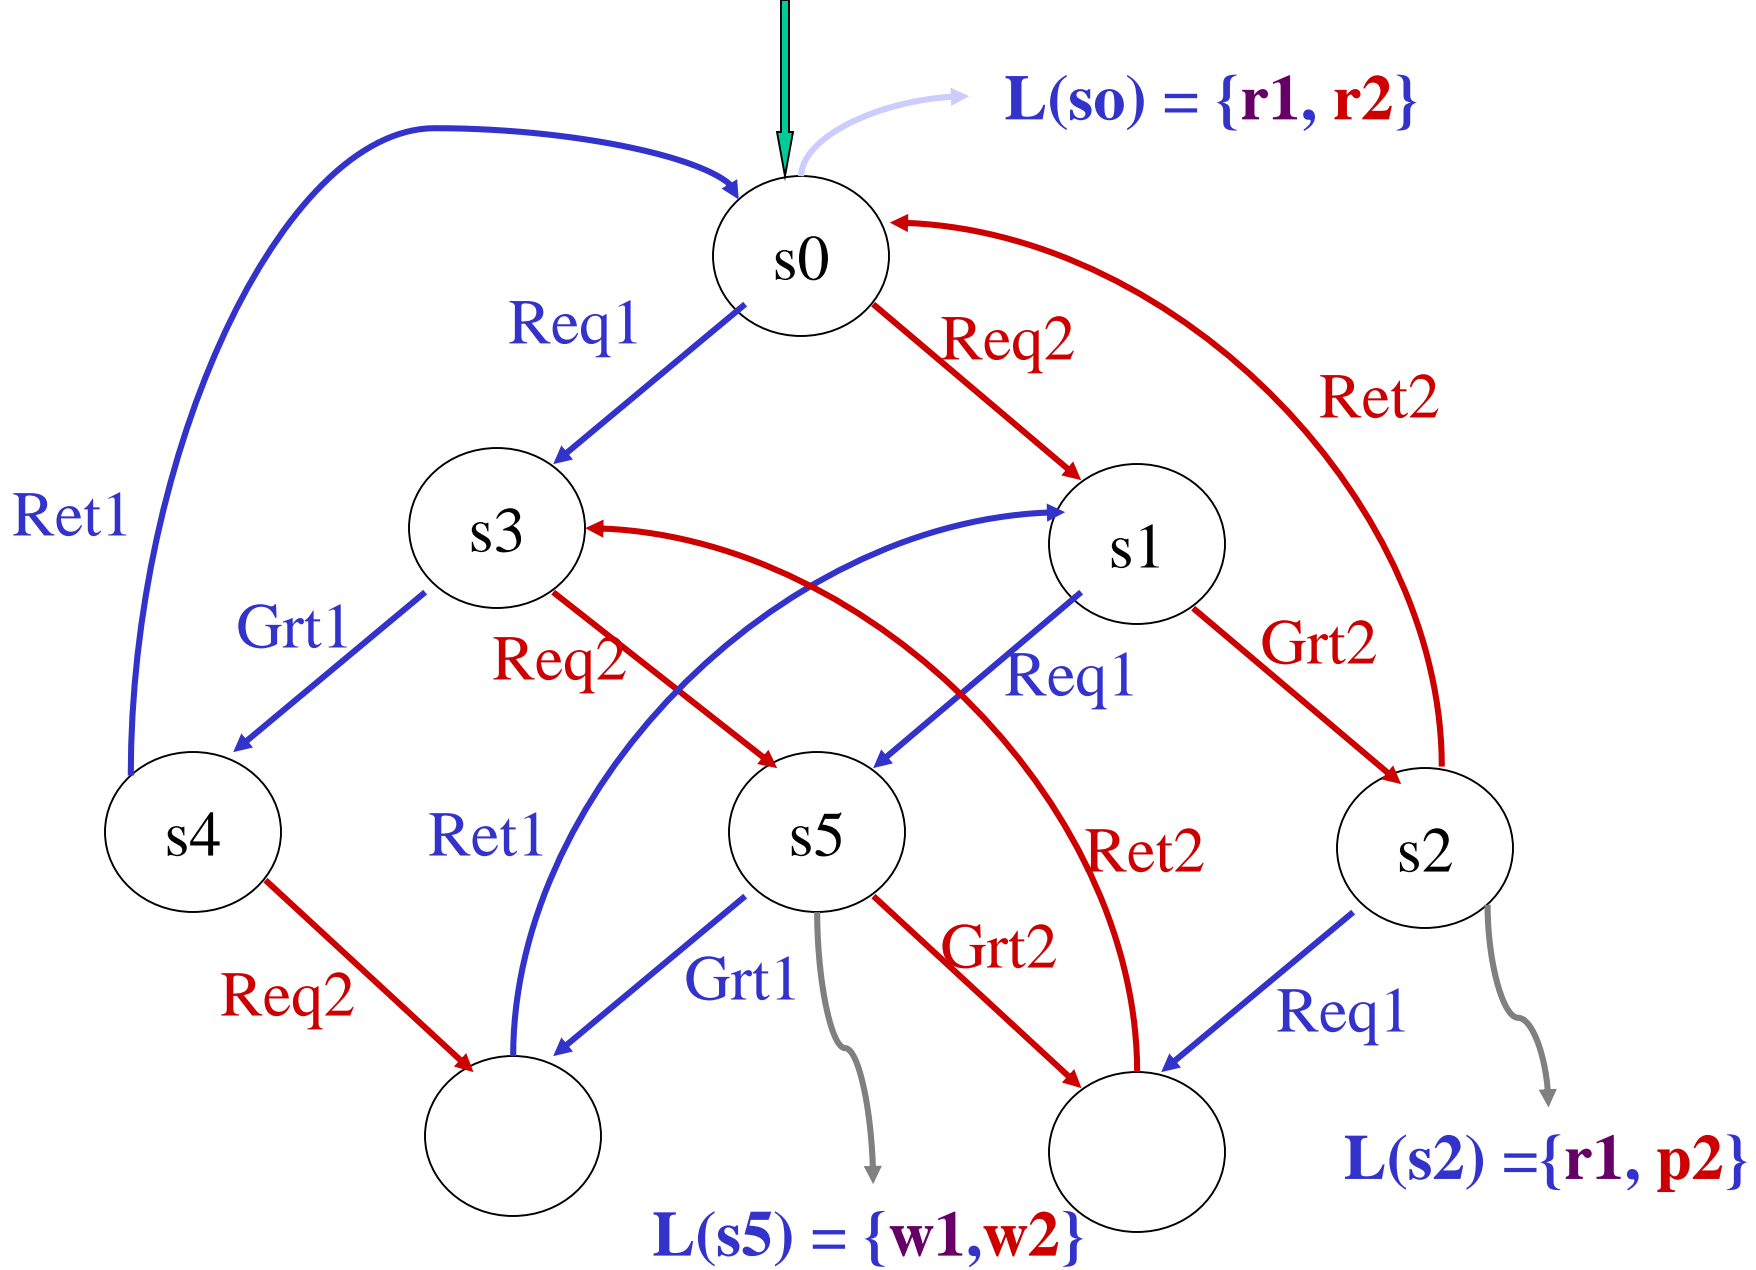 L(so) = {r1, r2}
s0
Req1
Req2
Ret2
Ret1
s3
s1
Grt1
Req2
Req1
Grt2
s4
Ret1
s5
Ret2
s2
Req2
Grt1
Grt2
Req1
L(s2) ={r1, p2}
L(s5) = {w1,w2}